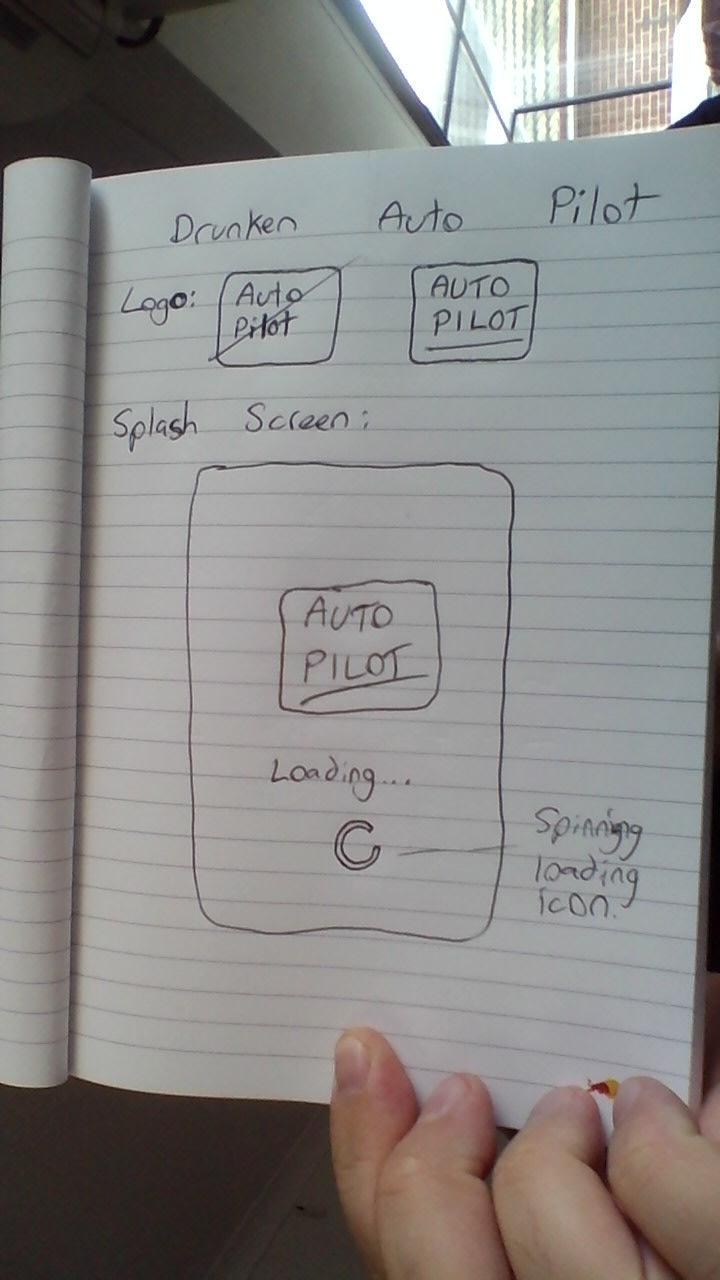 Drunken Auto Pilot
Logo: Auto Pilot AUTO PILOT
Splash Screen:
AUTO
PILOT
Loading...
Spinning
loading
icon.